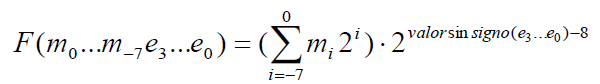 F(m₀...m₋₇e₃...e₀) = (∑_{i=-7}^{0} mᵢ2ⁱ)·2^{valorsin signo(e₃...e₀)−8}